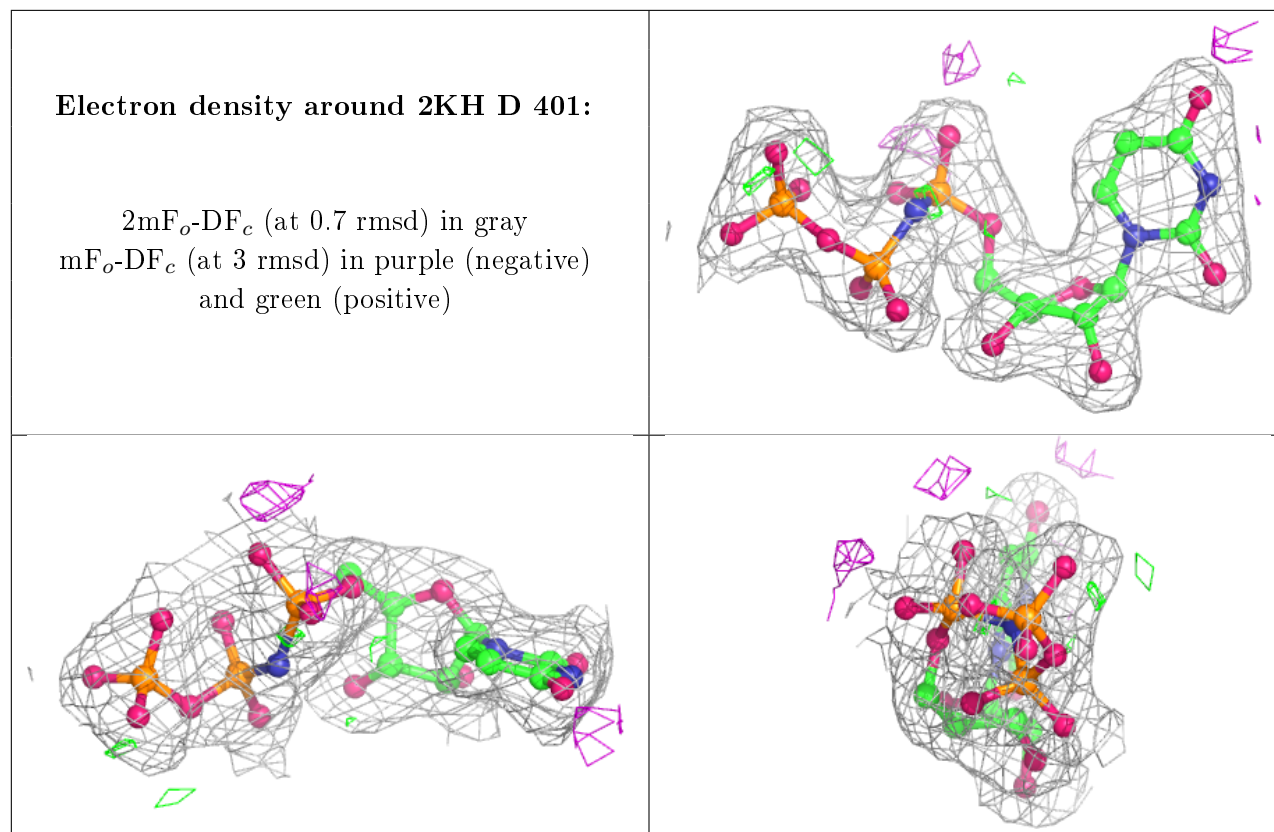 Electron density around 2KH D 401:
2mFₒ-DF𝒸 (at 0.7 rmsd) in gray
mFₒ-DF𝒸 (at 3 rmsd) in purple (negative)
and green (positive)